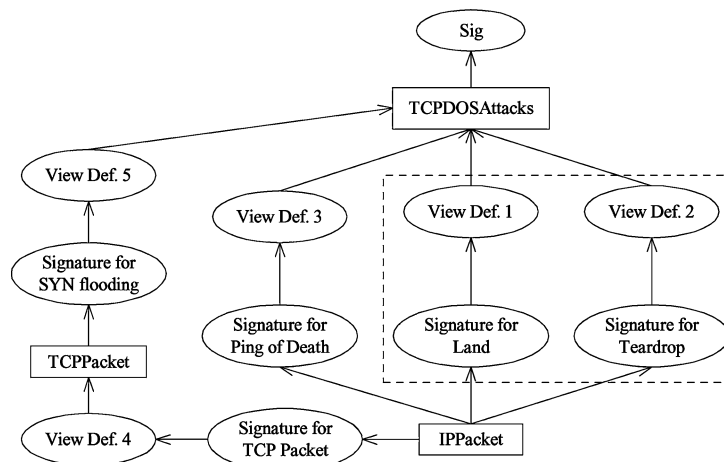 Sig
TCPDOSAttacks
View Def. 5
View Def. 3
View Def. 1
View Def. 2
Signature for
SYN flooding
Signature for
Ping of Death
Signature for
Land
Signature for
Teardrop
TCPPacket
View Def. 4
Signature for
TCP Packet
IPPacket